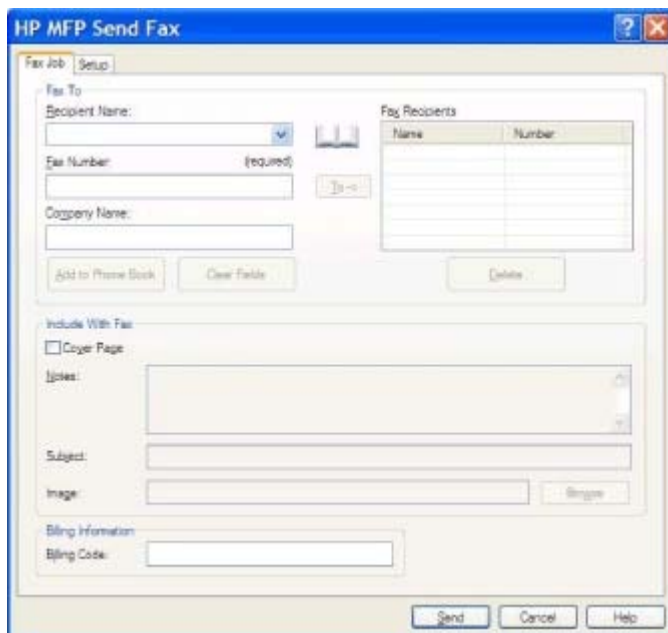 HP MFP Send Fax
Fax Job Setup
Fax To
Recipient Name:
Fax Number: (required)
Company Name:
Add to Phone Book Clear Fields
To ->
Fax Recipients
Name Number
Delete
Include With Fax
Cover Page
Notes:
Subject:
Image: Browse
Billing Information
Billing Code:
Send Cancel Help